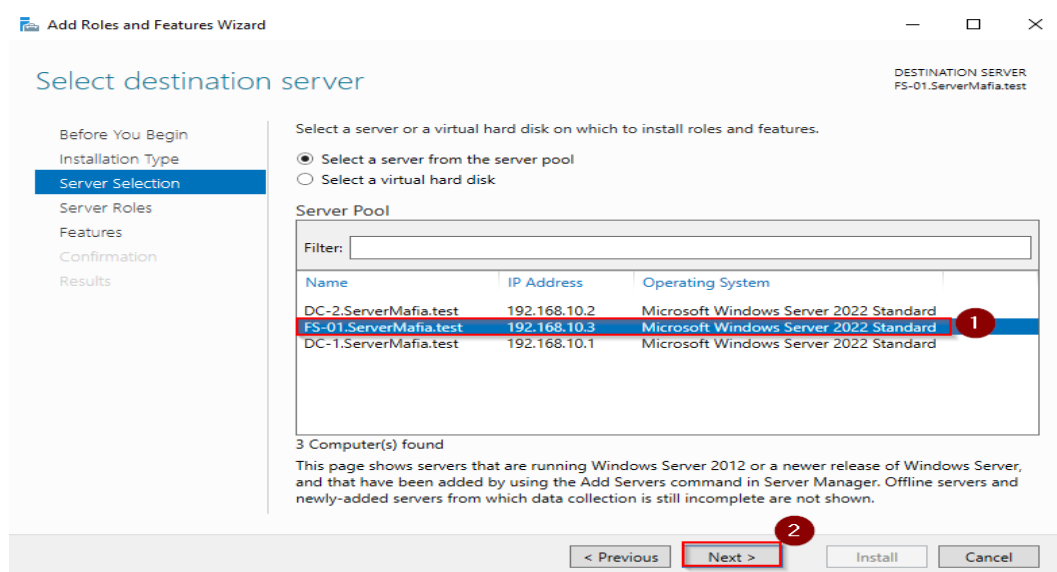 Add Roles and Features Wizard
Select destination server
DESTINATION SERVER
FS-01.ServerMafia.test
Before You Begin
Installation Type
Server Selection
Server Roles
Features
Confirmation
Results
Select a server or a virtual hard disk on which to install roles and features.
Select a server from the server pool
Select a virtual hard disk
Server Pool
Filter:
Name IP Address Operating System
DC-2.ServerMafia.test 192.168.10.2 Microsoft Windows Server 2022 Standard
FS-01.ServerMafia.test 192.168.10.3 Microsoft Windows Server 2022 Standard 1
DC-1.ServerMafia.test 192.168.10.1 Microsoft Windows Server 2022 Standard
3 Computer(s) found
This page shows servers that are running Windows Server 2012 or a newer release of Windows Server,
and that have been added by using the Add Servers command in Server Manager. Offline servers and
newly-added servers from which data collection is still incomplete are not shown.
2
< Previous Next > Install Cancel